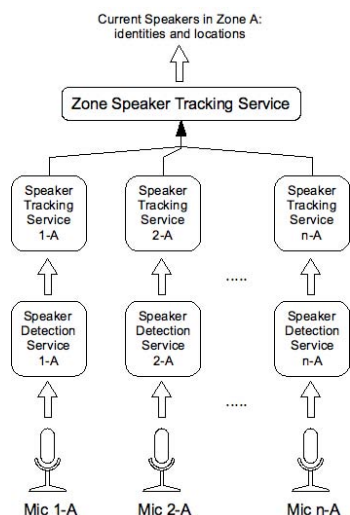 Current Speakers in Zone A:
identities and locations
Zone Speaker Tracking Service
Speaker
Tracking
Service
1-A
Speaker
Tracking
Service
2-A
Speaker
Tracking
Service
n-A
.....
Speaker
Detection
Service
1-A
Speaker
Detection
Service
2-A
Speaker
Detection
Service
n-A
.....
Mic 1-A
Mic 2-A
Mic n-A